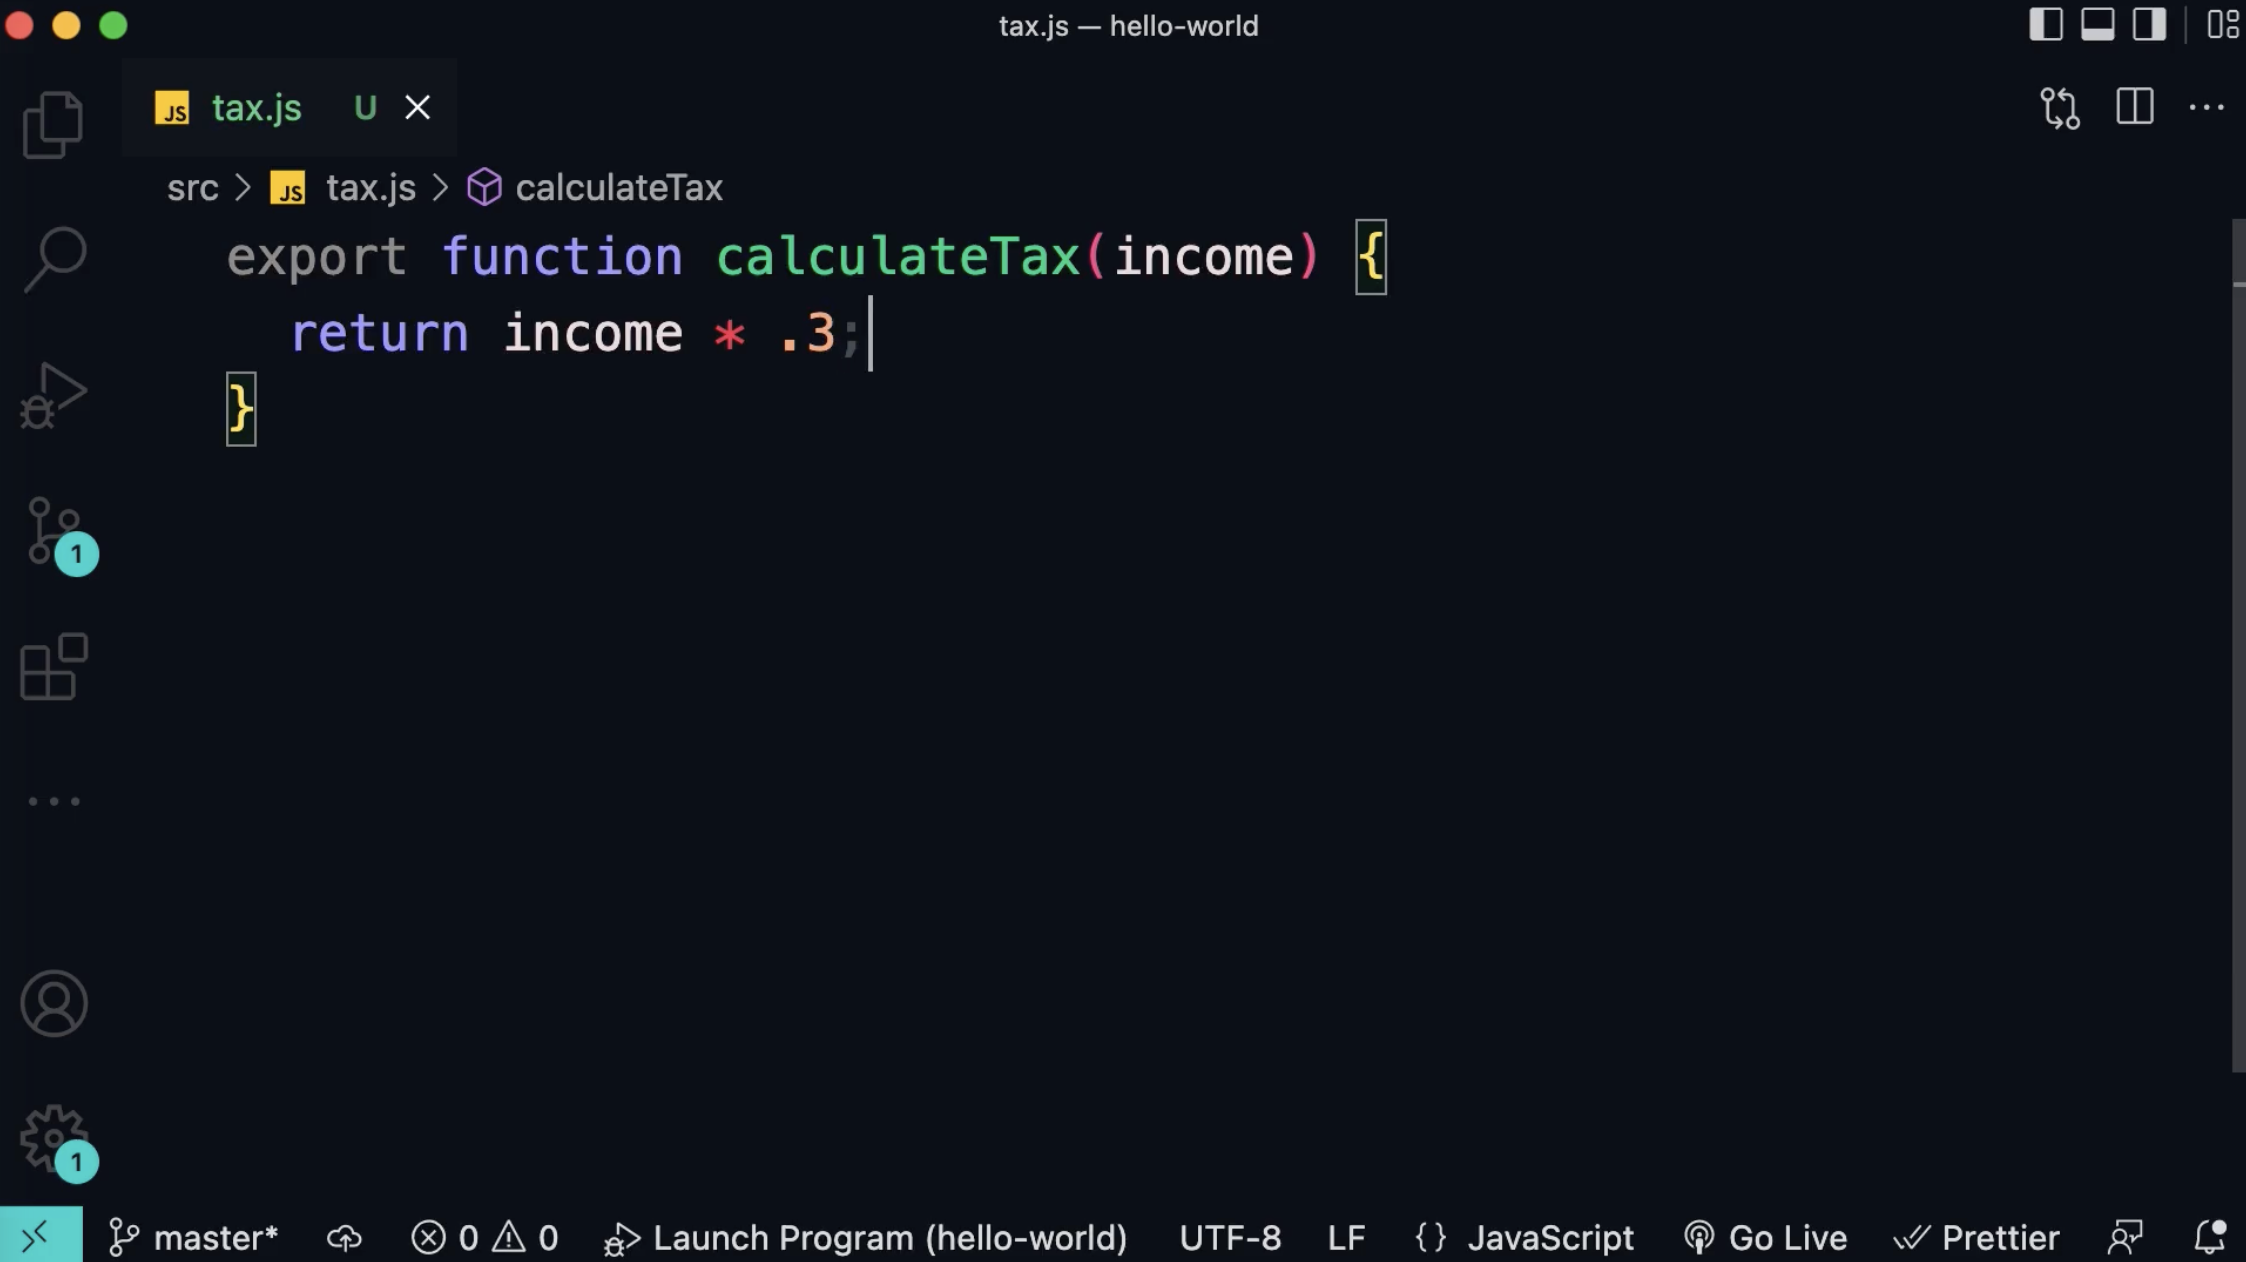 tax.js — hello-world
JS tax.js U
src > JS tax.js > calculateTax
export function calculateTax(income) {
return income * .3;
}
1
1
master* 0 0 Launch Program (hello-world) UTF-8 LF {} JavaScript Go Live Prettier